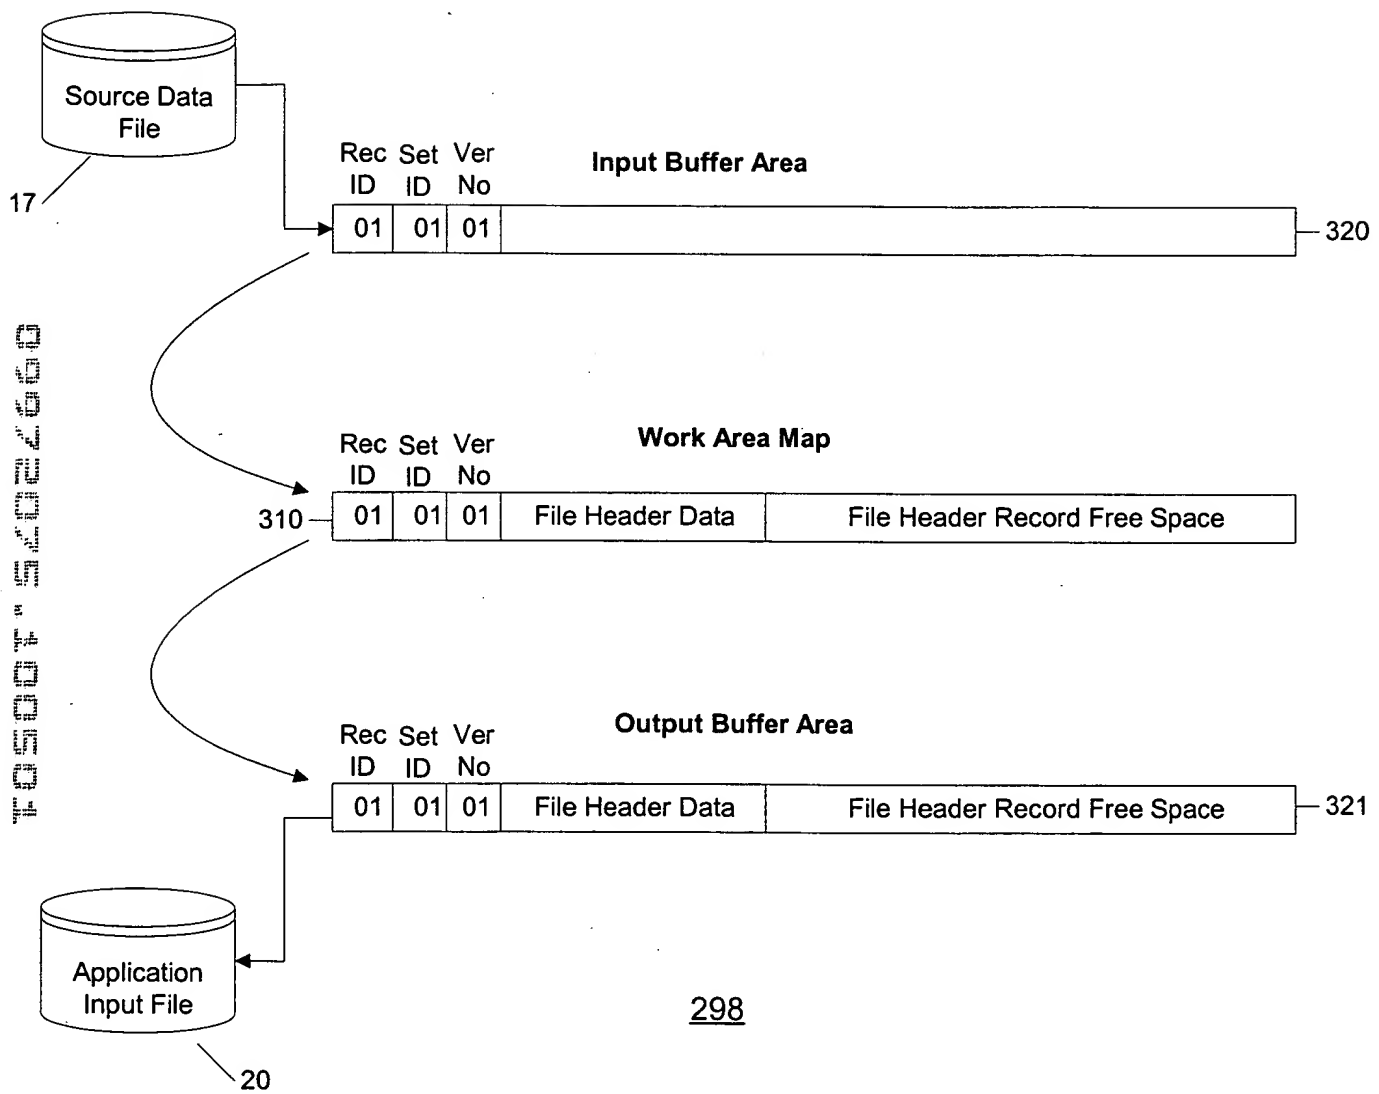 Source Data
File
17
Rec Set Ver
ID ID No
Input Buffer Area
01 01 01
320
Rec Set Ver
ID ID No
Work Area Map
310
01 01 01 File Header Data File Header Record Free Space
Rec Set Ver
ID ID No
Output Buffer Area
01 01 01 File Header Data File Header Record Free Space
321
Application
Input File
20
298
09972075.100501